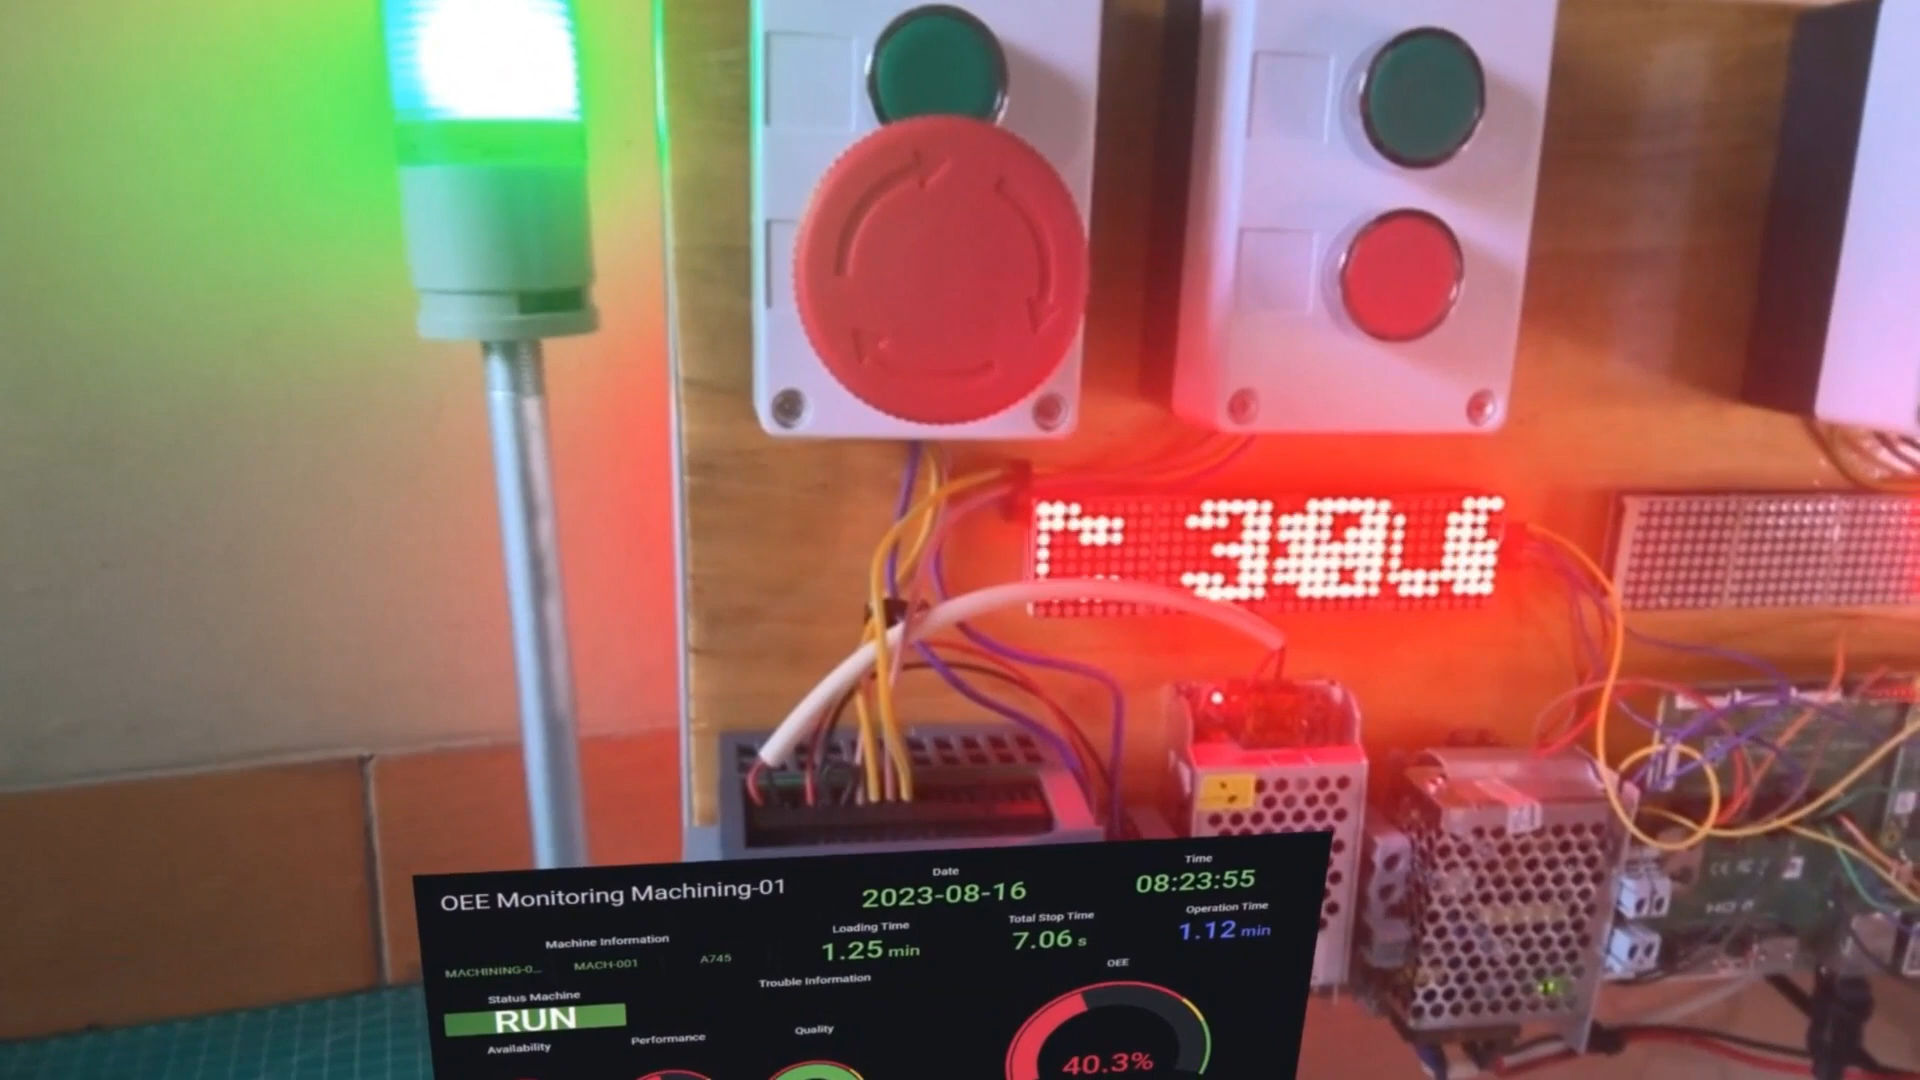 OEE Monitoring Machining-01
Date
2023-08-16
Time
08:23:55
Machine Information
MACHINING-0...
MACH-001
A745
Loading Time
1.25 min
Total Stop Time
7.06 s
Operation Time
1.12 min
Status Machine
RUN
Trouble Information
OEE
40.3%
Availability
Performance
Quality